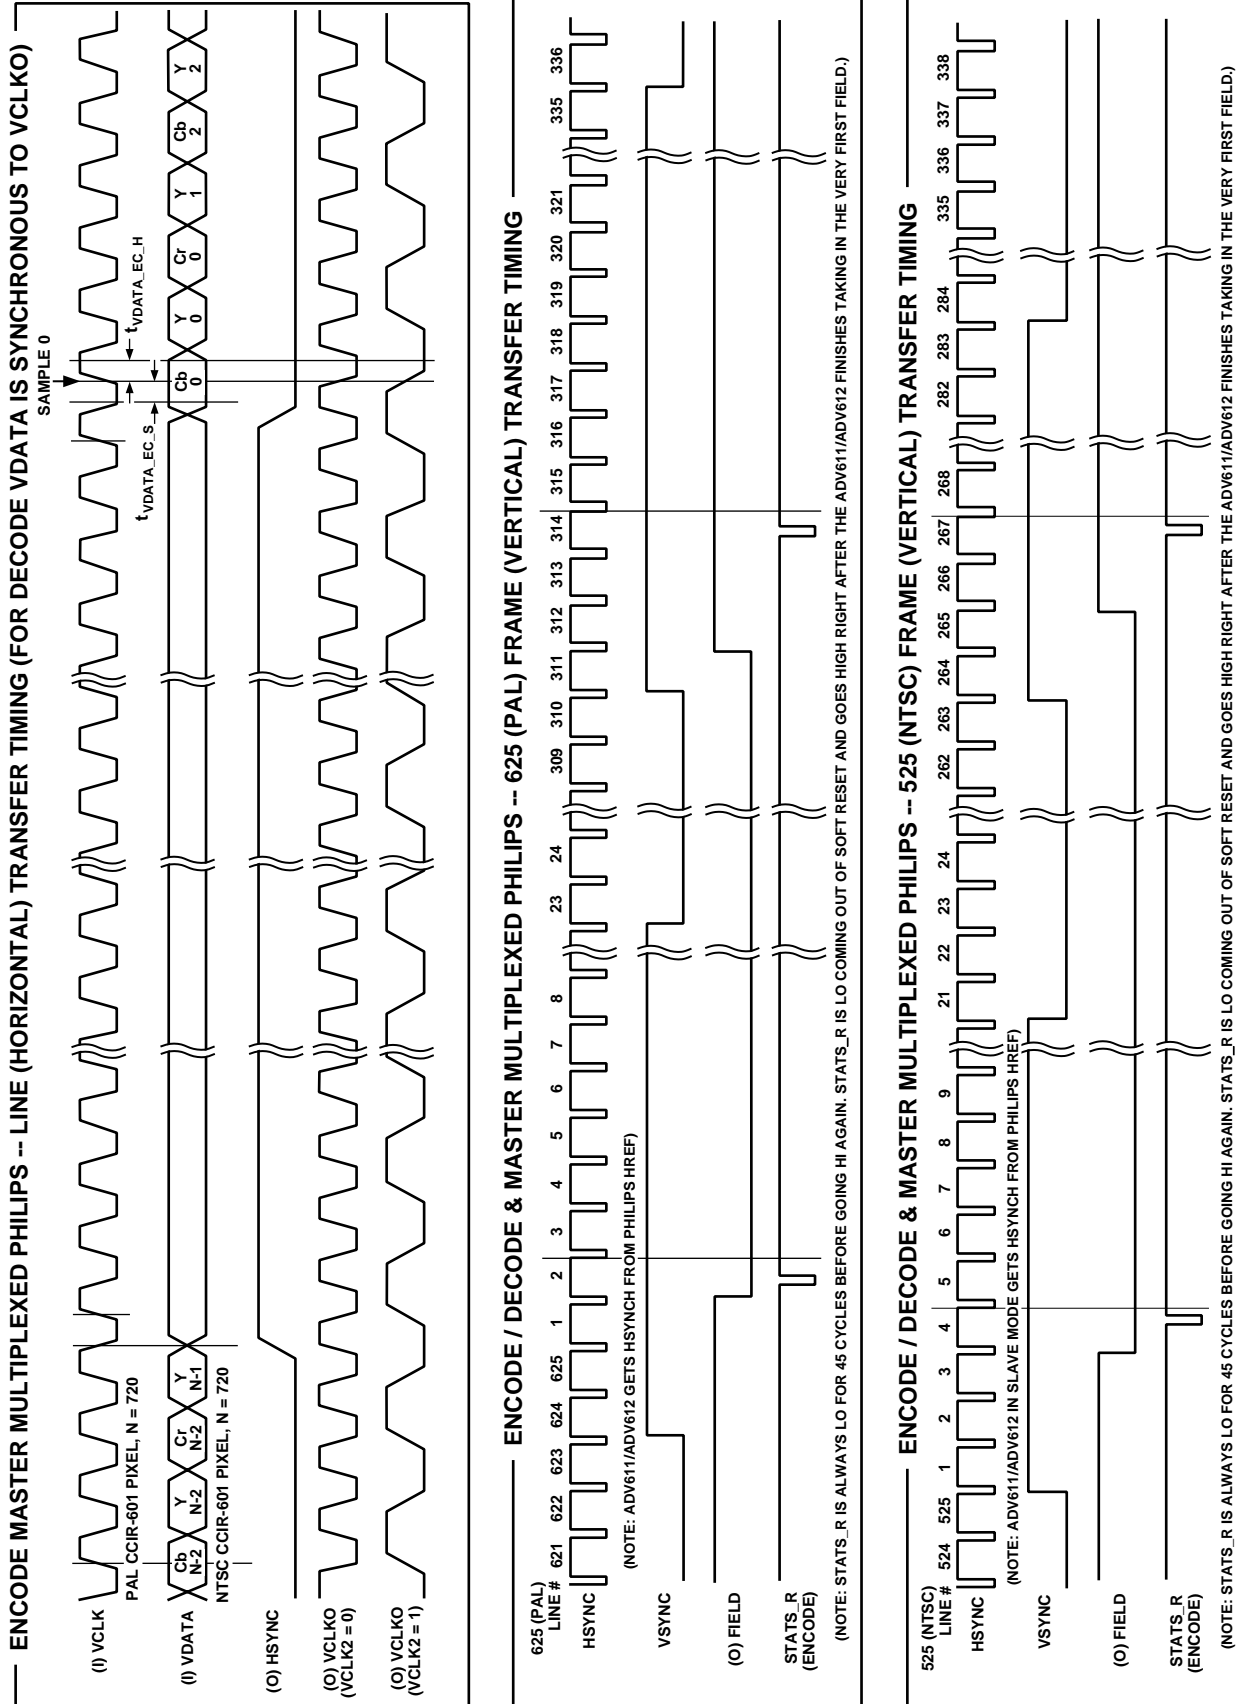 ENCODE MASTER MULTIPLEXED PHILIPS -- LINE (HORIZONTAL) TRANSFER TIMING (FOR DECODE VDATA IS SYNCHRONOUS TO VCLKO)
SAMPLE 0
(I) VCLK
PAL CCIR-601 PIXEL, N = 720
tVDATA_EC_S
tVDATA_EC_H
(I) VDATA
Cb N-2
Y N-2
Cr N-2
Y N-1
Cb 0
Y 0
Cr 0
Y 1
Cb 2
Y 2
NTSC CCIR-601 PIXEL, N = 720
(O) HSYNC
(O) VCLKO
(VCLK2 = 0)
(O) VCLKO
(VCLK2 = 1)
ENCODE / DECODE & MASTER MULTIPLEXED PHILIPS -- 625 (PAL) FRAME (VERTICAL) TRANSFER TIMING
625 (PAL)
LINE # 621 622 623 624 625 1 2 3 4 5 6 7 8 23 24 309 310 311 312 313 314 315 316 317 318 319 320 321 335 336
HSYNC
(NOTE: ADV611/ADV612 GETS HSYNCH FROM PHILIPS HREF)
VSYNC
(O) FIELD
STATS_R
(ENCODE)
(NOTE: STATS_R IS ALWAYS LO FOR 45 CYCLES BEFORE GOING HI AGAIN. STATS_R IS LO COMING OUT OF SOFT RESET AND GOES HIGH RIGHT AFTER THE ADV611/ADV612 FINISHES TAKING IN THE VERY FIRST FIELD.)
ENCODE / DECODE & MASTER MULTIPLEXED PHILIPS -- 525 (NTSC) FRAME (VERTICAL) TRANSFER TIMING
525 (NTSC)
LINE # 524 525 1 2 3 4 5 6 7 8 9 21 22 23 24 262 263 264 265 266 267 268 282 283 284 335 336 337 338
HSYNC
(NOTE: ADV611/ADV612 IN SLAVE MODE GETS HSYNCH FROM PHILIPS HREF)
VSYNC
(O) FIELD
STATS_R
(ENCODE)
(NOTE: STATS_R IS ALWAYS LO FOR 45 CYCLES BEFORE GOING HI AGAIN. STATS_R IS LO COMING OUT OF SOFT RESET AND GOES HIGH RIGHT AFTER THE ADV611/ADV612 FINISHES TAKING IN THE VERY FIRST FIELD.)